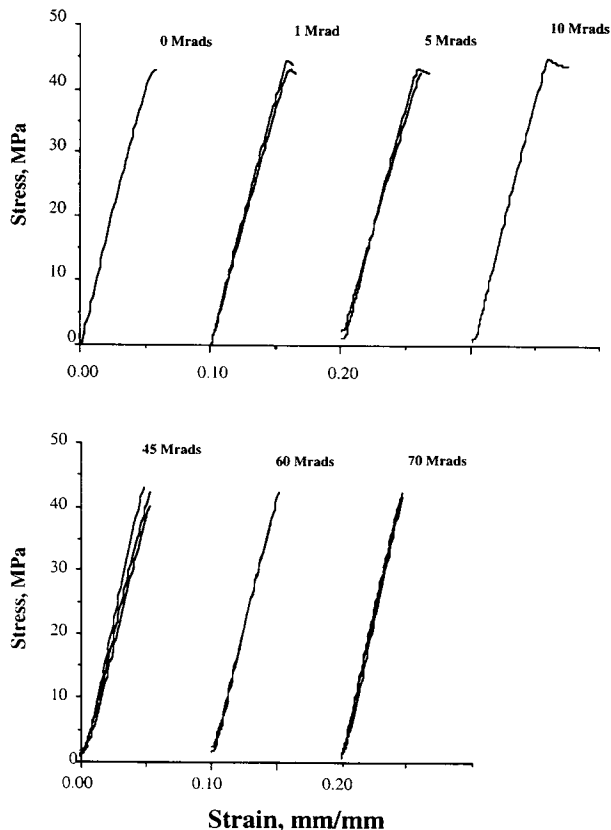 0 Mrads
1 Mrad
5 Mrads
10 Mrads
50
40
30
20
10
0
Stress, MPa
0.00
0.10
0.20
45 Mrads
60 Mrads
70 Mrads
50
40
30
20
10
0
Stress, MPa
0.00
0.10
0.20
Strain, mm/mm